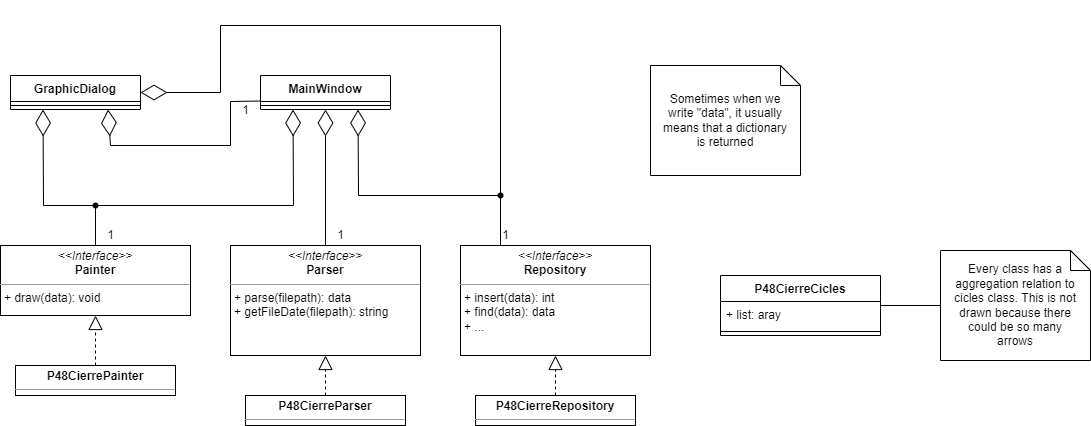 GraphicDialog
MainWindow
1
Sometimes when we
write "data", it usually
means that a dictionary
is returned
1
1
1
<<Interface>>
Painter
+ draw(data): void
<<Interface>>
Parser
+ parse(filepath): data
+ getFileDate(filepath): string
<<Interface>>
Repository
+ insert(data): int
+ find(data): data
+ ...
P48CierreCicles
+ list: aray
Every class has a
aggregation relation to
cicles class. This is not
drawn because there
could be so many
arrows
P48CierrePainter
P48CierreParser
P48CierreRepository